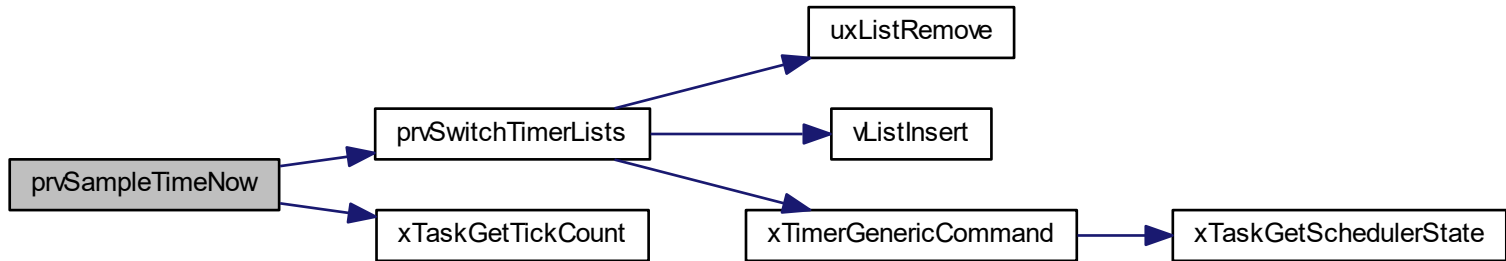 uxListRemove
prvSwitchTimerLists
vListInsert
prvSampleTimeNow
xTaskGetTickCount
xTimerGenericCommand
xTaskGetSchedulerState